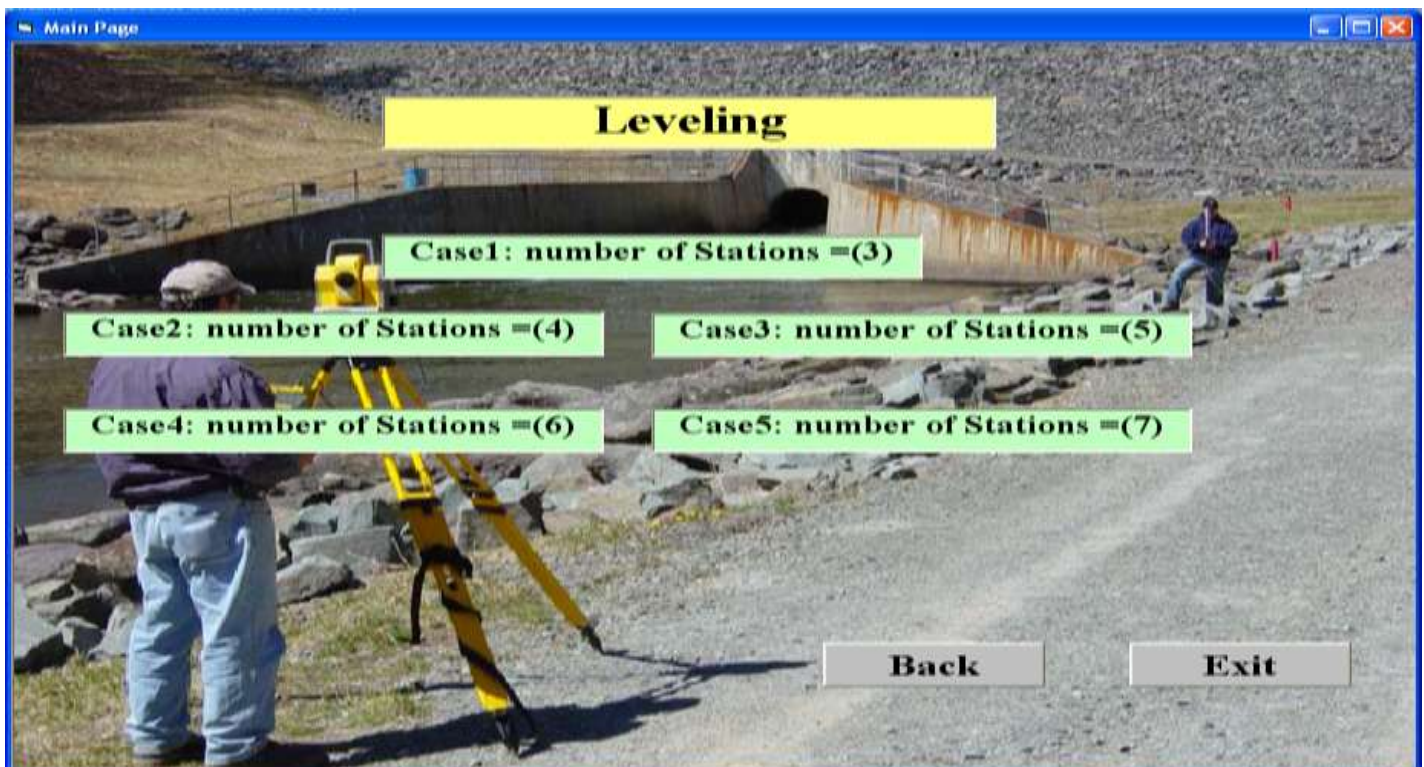 Main Page
Leveling
Case1: number of Stations =(3)
Case2: number of Stations =(4)
Case3: number of Stations =(5)
Case4: number of Stations =(6)
Case5: number of Stations =(7)
Back
Exit